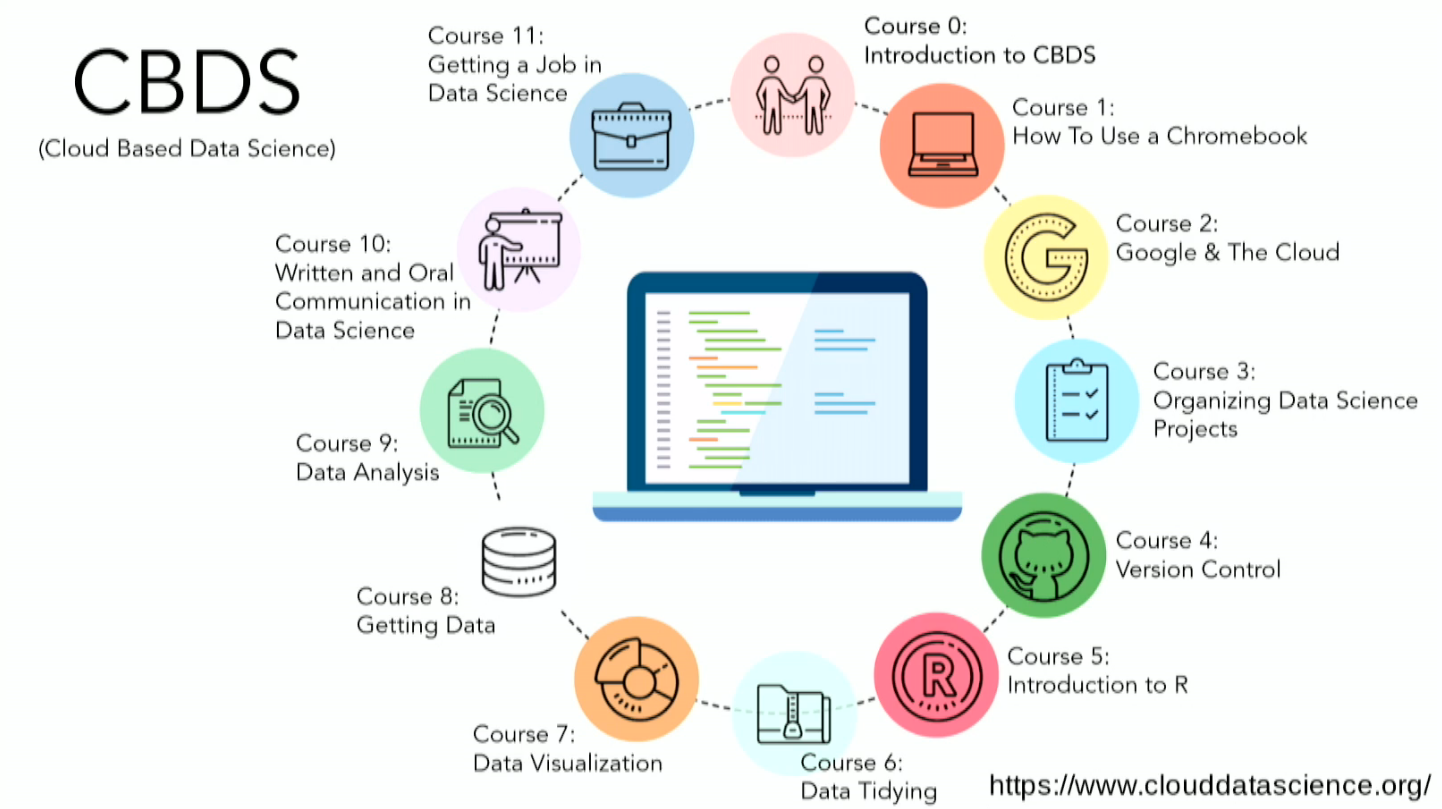 CBDS
(Cloud Based Data Science)
Course 0:
Introduction to CBDS
Course 1:
How To Use a Chromebook
Course 2:
Google & The Cloud
Course 3:
Organizing Data Science
Projects
Course 4:
Version Control
Course 5:
Introduction to R
Course 6:
Data Tidying
Course 7:
Data Visualization
Course 8:
Getting Data
Course 9:
Data Analysis
Course 10:
Written and Oral
Communication in
Data Science
Course 11:
Getting a Job in
Data Science
G
R
https://www.clouddatascience.org/